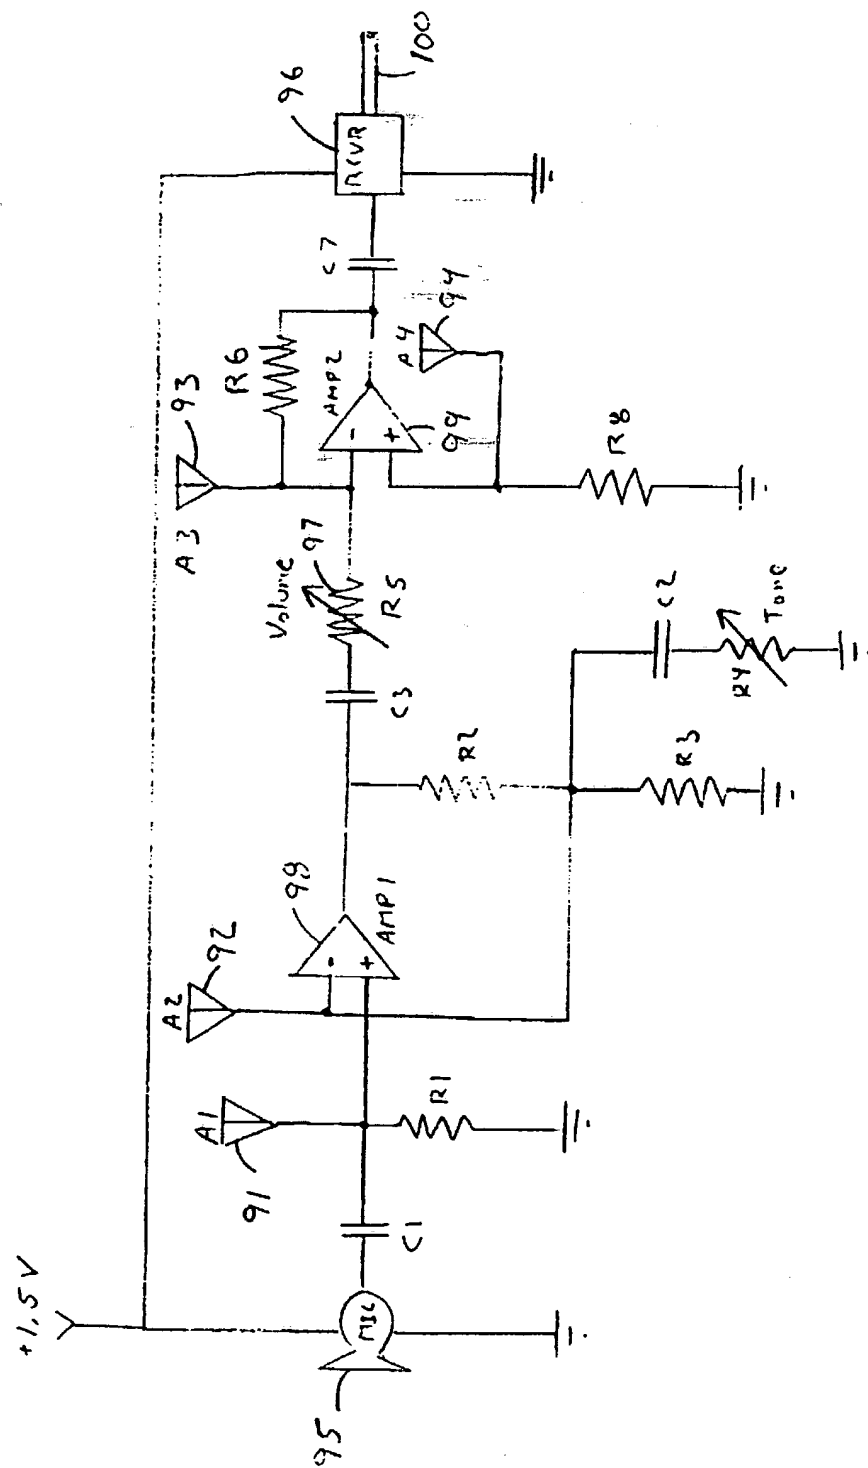 +1.5V
95
MIC
C1
91
A1
R1
A2
92
98
-
+
AMP1
R2
R3
C2
R4
Tone
C3
Volume
97
R5
A3
93
R6
-
+
AMP2
99
A4
94
R8
C7
RCVR
96
100